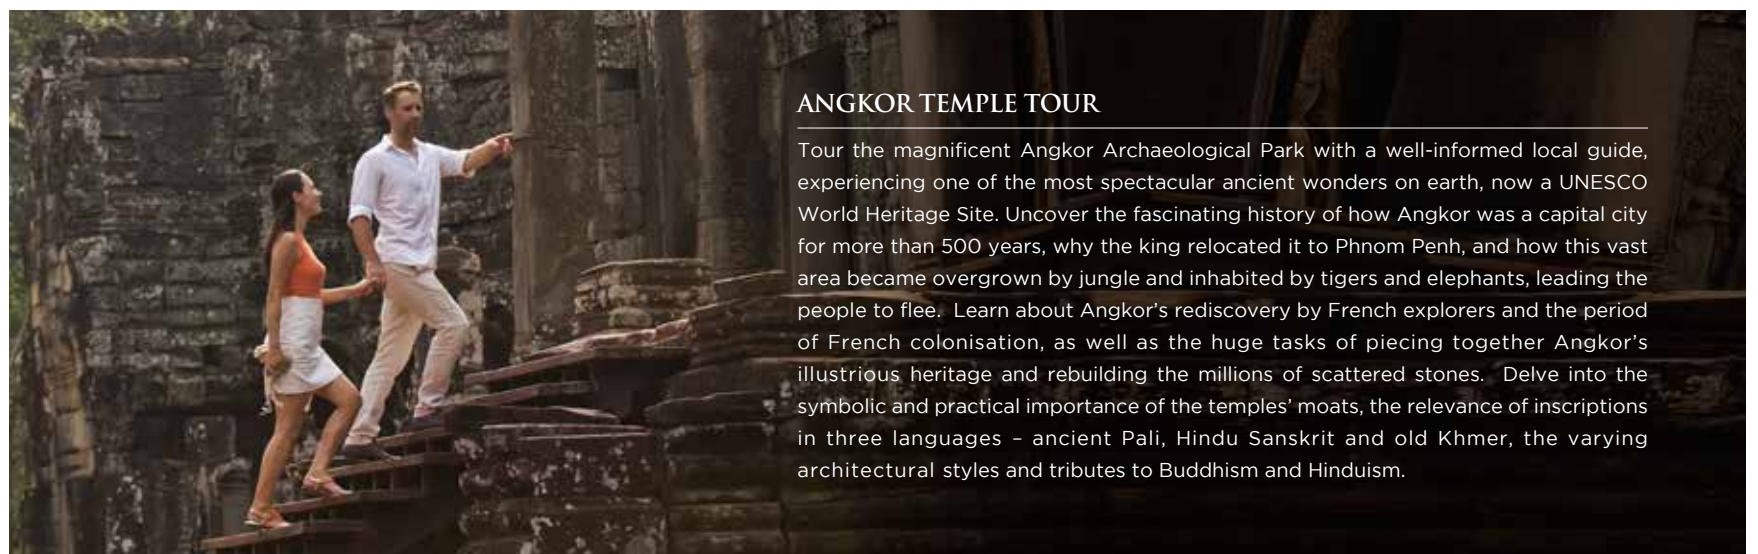 ANGKOR TEMPLE TOUR
Tour the magnificent Angkor Archaeological Park with a well-informed local guide,
experiencing one of the most spectacular ancient wonders on earth, now a UNESCO
World Heritage Site. Uncover the fascinating history of how Angkor was a capital city
for more than 500 years, why the king relocated it to Phnom Penh, and how this vast
area became overgrown by jungle and inhabited by tigers and elephants, leading the
people to flee.  Learn about Angkor’s rediscovery by French explorers and the period
of French colonisation, as well as the huge tasks of piecing together Angkor’s
illustrious heritage and rebuilding the millions of scattered stones.  Delve into the
symbolic and practical importance of the temples’ moats, the relevance of inscriptions
in three languages – ancient Pali, Hindu Sanskrit and old Khmer, the varying
architectural styles and tributes to Buddhism and Hinduism.